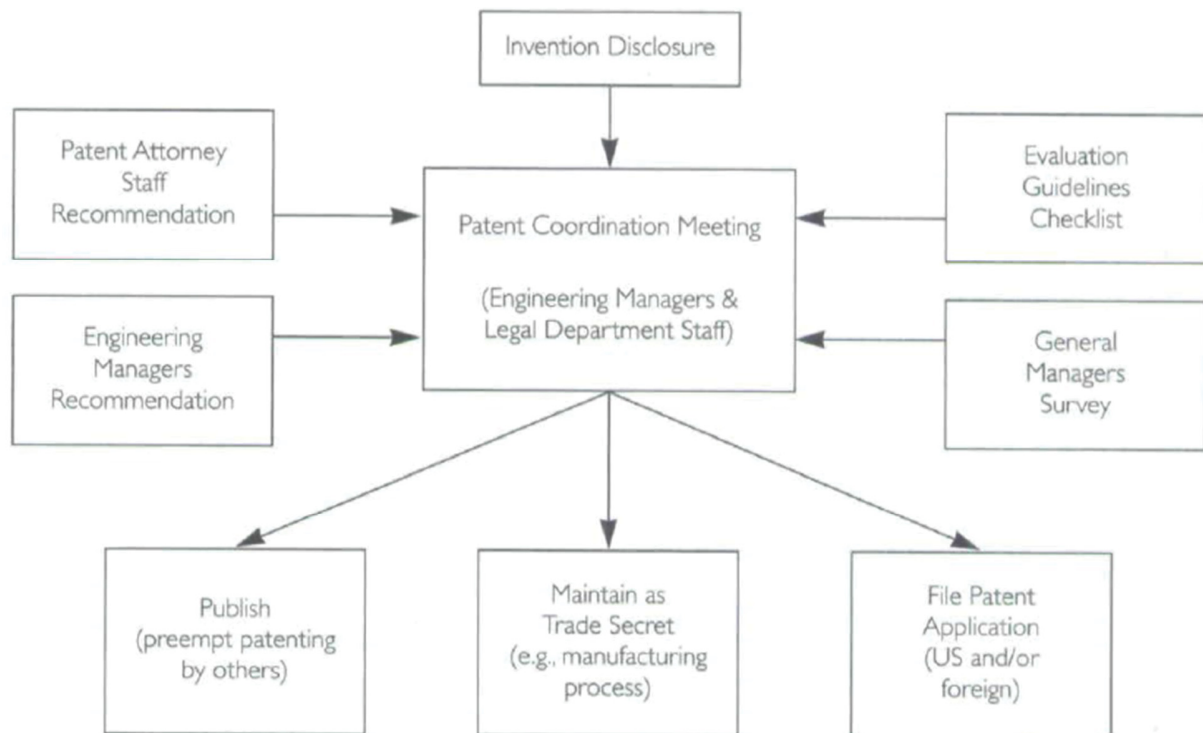 Invention Disclosure
Patent Attorney
Staff
Recommendation
Evaluation
Guidelines
Checklist
Patent Coordination Meeting
(Engineering Managers &
Legal Department Staff)
Engineering
Managers
Recommendation
General
Managers
Survey
Publish
(preempt patenting
by others)
Maintain as
Trade Secret
(e.g., manufacturing
process)
File Patent
Application
(US and/or
foreign)